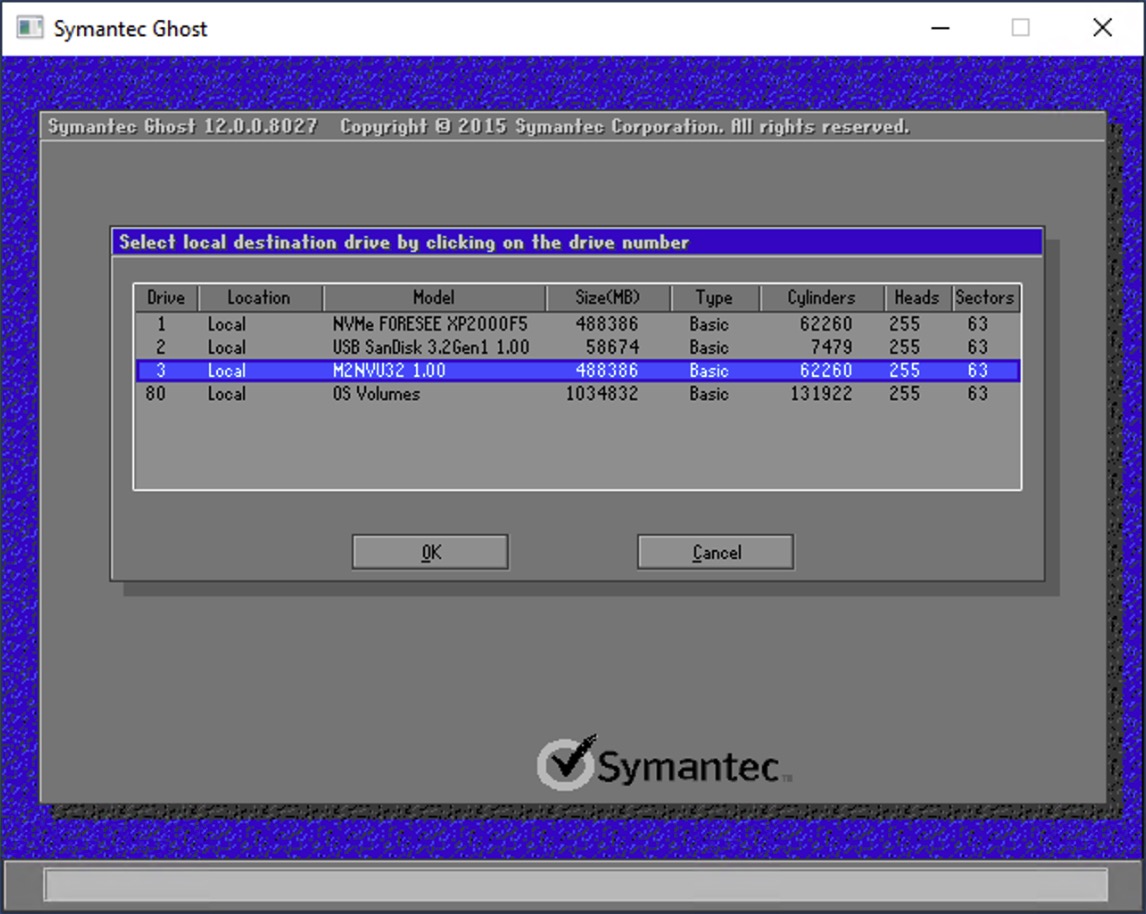 Symantec Ghost
Symantec Ghost 12.0.0.8027 Copyright © 2015 Symantec Corporation. All rights reserved.
Select local destination drive by clicking on the drive number
Drive Location Model Size(MB) Type Cylinders Heads Sectors
1 Local NVMe FORESEE XP2000F5 488386 Basic 62260 255 63
2 Local USB SanDisk 3.2Gen1 1.00 58674 Basic 7479 255 63
3 Local M2NVU32 1.00 488386 Basic 62260 255 63
80 Local OS Volumes 1034832 Basic 131922 255 63
OK Cancel
Symantec™